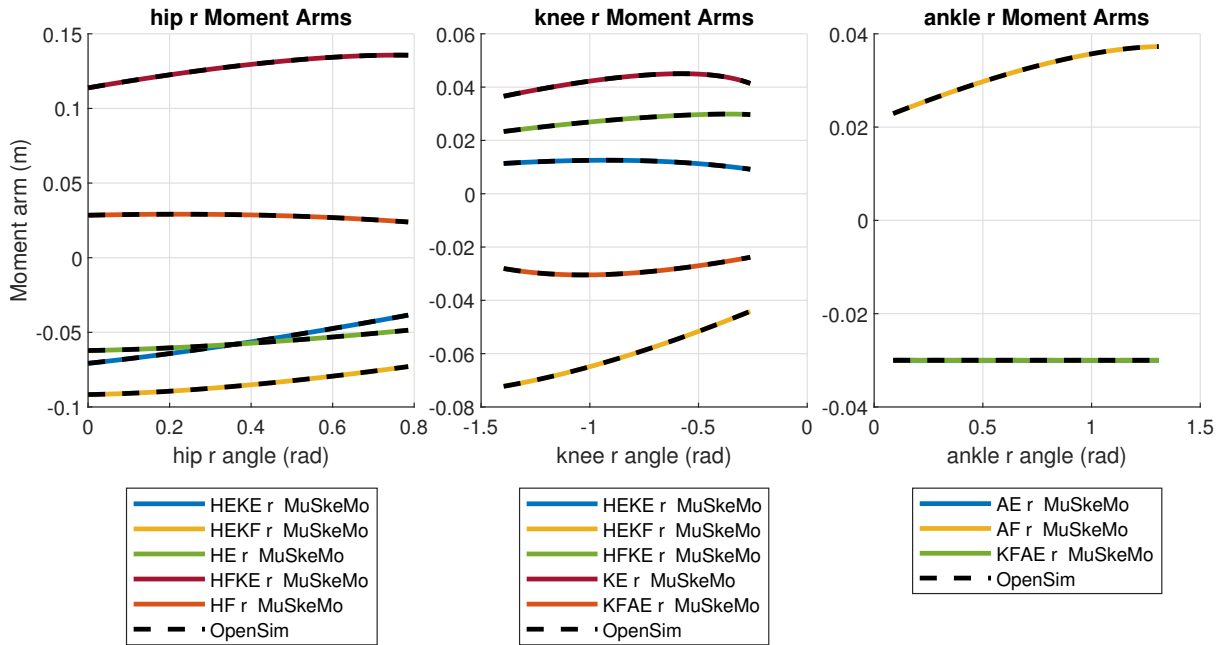 hip r Moment Arms
0.15
0.1
0.05
0
-0.05
-0.1
Moment arm (m)
0 0.2 0.4 0.6 0.8
hip r angle (rad)
HEKE r MuSkeMo
HEKF r MuSkeMo
HE r MuSkeMo
HFKE r MuSkeMo
HF r MuSkeMo
OpenSim
knee r Moment Arms
0.06
0.04
0.02
0
-0.02
-0.04
-0.06
-0.08
-1.5 -1 -0.5 0
knee r angle (rad)
HEKE r MuSkeMo
HEKF r MuSkeMo
HFKE r MuSkeMo
KE r MuSkeMo
KFAE r MuSkeMo
OpenSim
ankle r Moment Arms
0.04
0.02
0
-0.02
-0.04
0 0.5 1 1.5
ankle r angle (rad)
AE r MuSkeMo
AF r MuSkeMo
KFAE r MuSkeMo
OpenSim